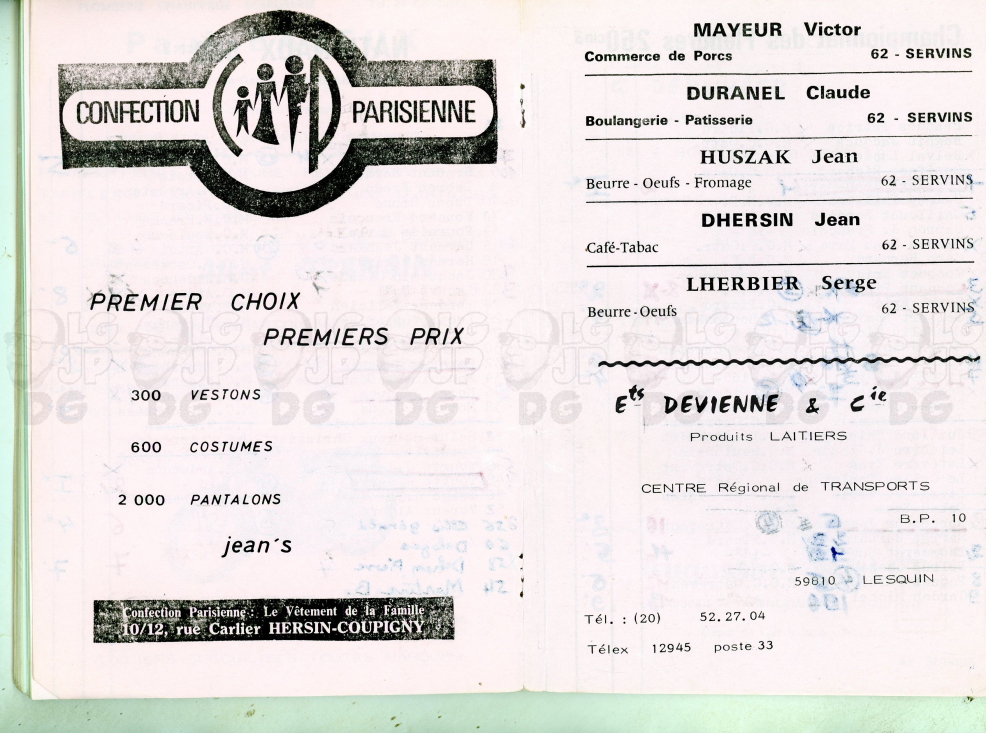 CONFECTION PARISIENNE
PREMIER CHOIX
PREMIERS PRIX
300 VESTONS
600 COSTUMES
2 000 PANTALONS
jean's
Confection Parisienne : Le Vêtement de la Famille
10/12, rue Carlier HERSIN-COUPIGNY
MAYEUR Victor
Commerce de Porcs 62 - SERVINS
DURANEL Claude
Boulangerie - Patisserie 62 - SERVINS
HUSZAK Jean
Beurre - Oeufs - Fromage 62 - SERVINS
DHERSIN Jean
Café-Tabac 62 - SERVINS
LHERBIER Serge
Beurre-Oeufs 62 - SERVINS
Ets DEVIENNE & Cie
Produits LAITIERS
CENTRE Régional de TRANSPORTS
B.P. 10
59810 - LESQUIN
Tél. : (20) 52.27.04
Télex 12945 poste 33
LG JP DG